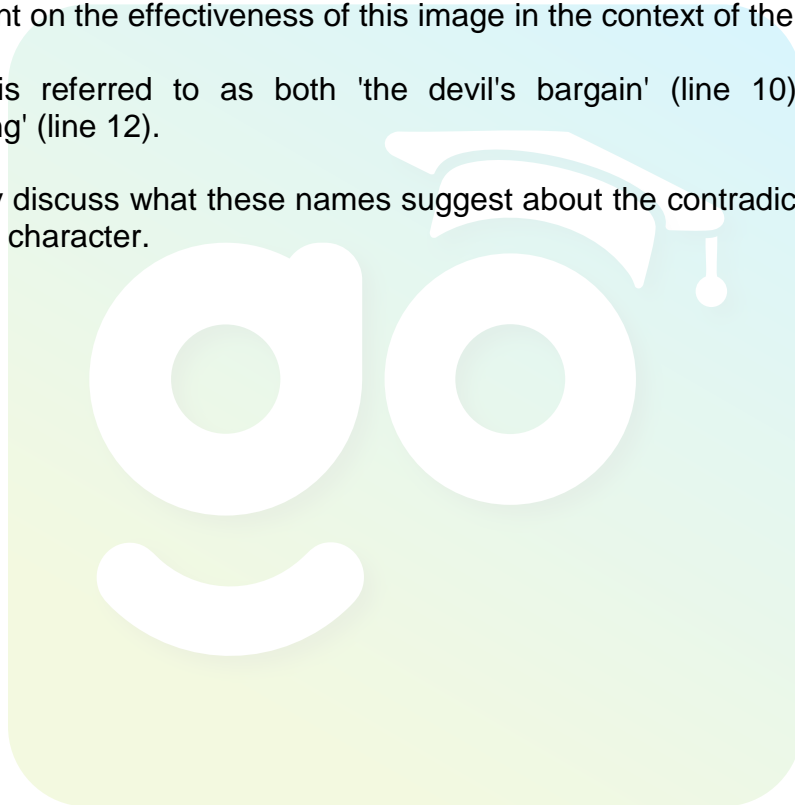 nt on the effectiveness of this image in the context of the
is referred to as both 'the devil's bargain' (line 10)
g' (line 12).
discuss what these names suggest about the contradic
character.
go